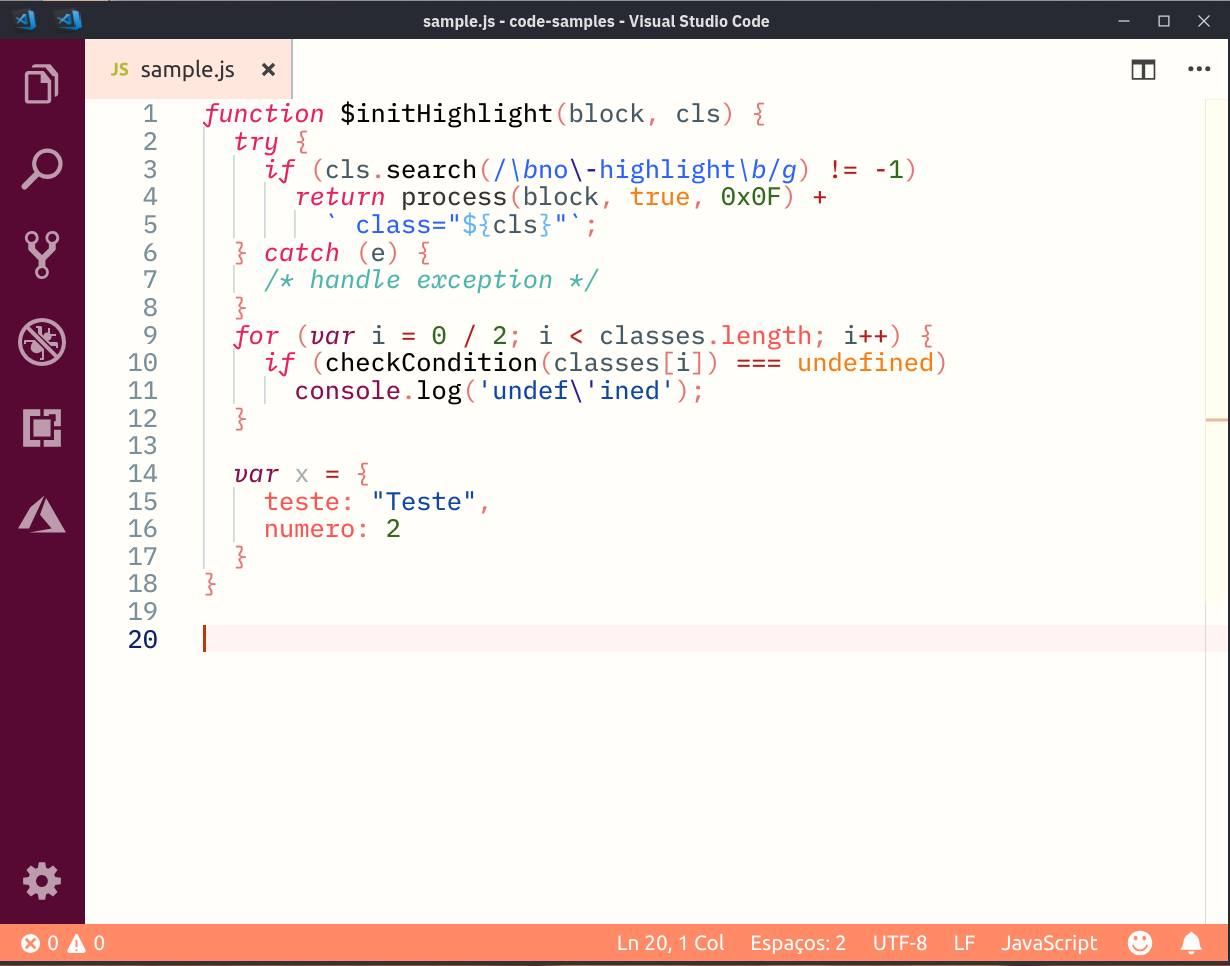 sample.js - code-samples - Visual Studio Code
JS sample.js
1 function $initHighlight(block, cls) {
2   try {
3     if (cls.search(/\bno\-highlight\b/g) != -1)
4       return process(block, true, 0x0F) +
5         ` class="${cls}"`;
6   } catch (e) {
7     /* handle exception */
8   }
9   for (var i = 0 / 2; i < classes.length; i++) {
10     if (checkCondition(classes[i]) === undefined)
11       console.log('undef\'ined');
12   }
13
14   var x = {
15     teste: "Teste",
16     numero: 2
17   }
18 }
19
20
0 0 Ln 20, 1 Col Espaços: 2 UTF-8 LF JavaScript